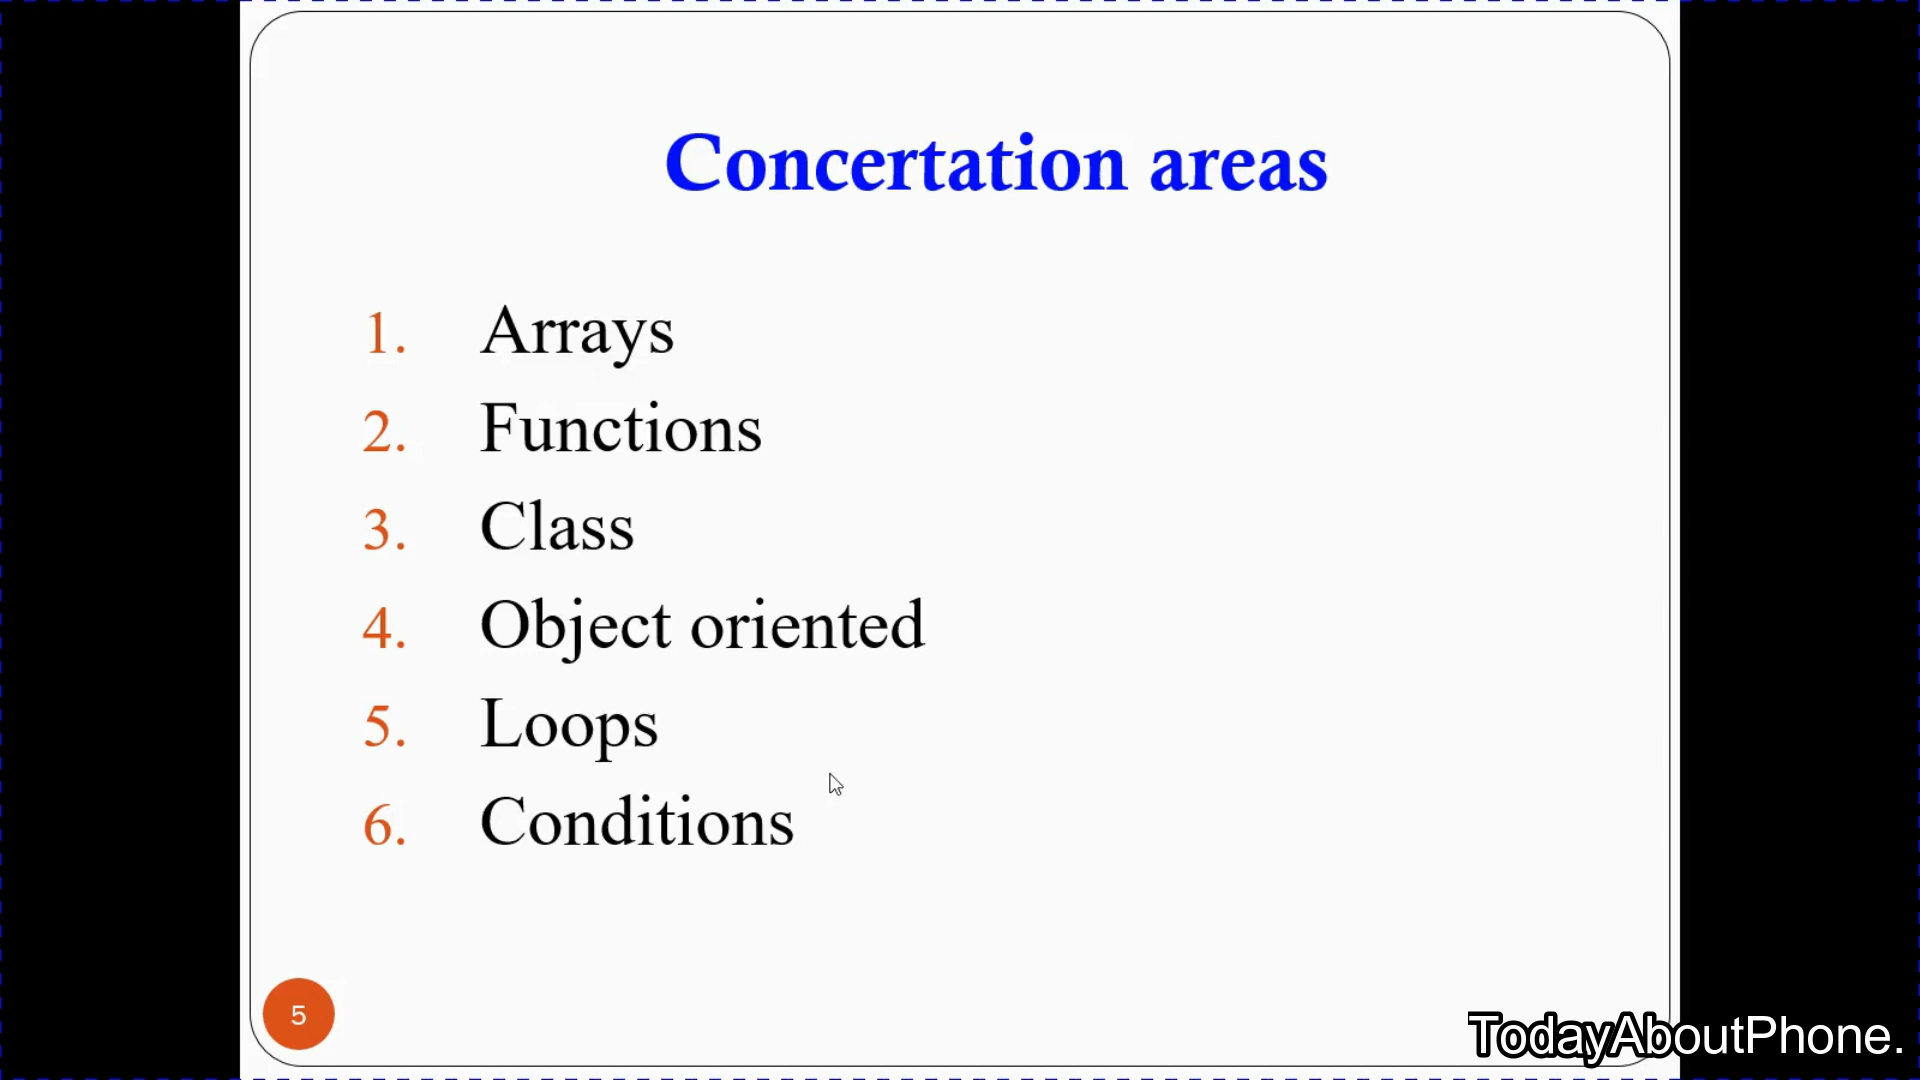 Concertation areas
1. Arrays
2. Functions
3. Class
4. Object oriented
5. Loops
6. Conditions
5
TodayAboutPhone.